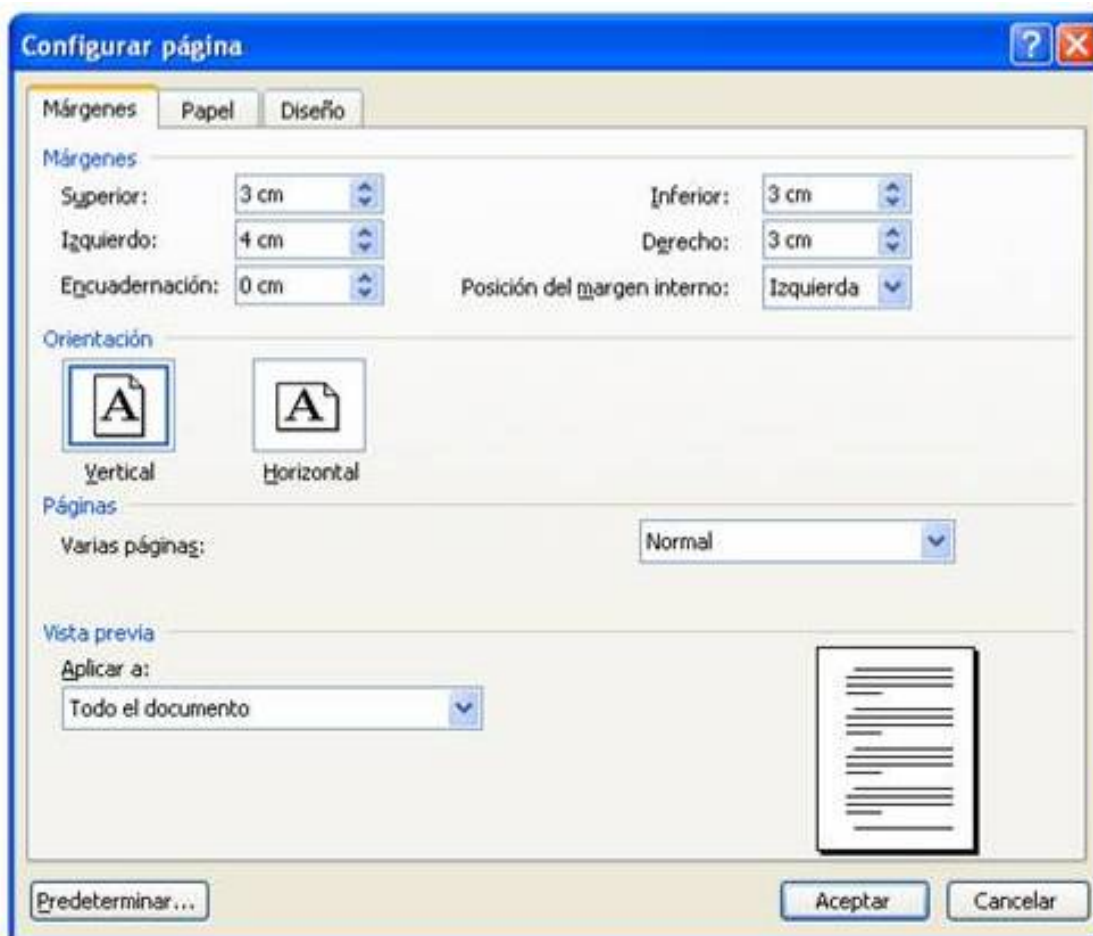 Configurar página
Márgenes Papel Diseño
Márgenes
Superior: 3 cm Inferior: 3 cm
Izquierdo: 4 cm Derecho: 3 cm
Encuadernación: 0 cm Posición del margen interno: Izquierda
Orientación
A A
Vertical Horizontal
Páginas
Varias páginas: Normal
Vista previa
Aplicar a:
Todo el documento
Predeterminar... Aceptar Cancelar